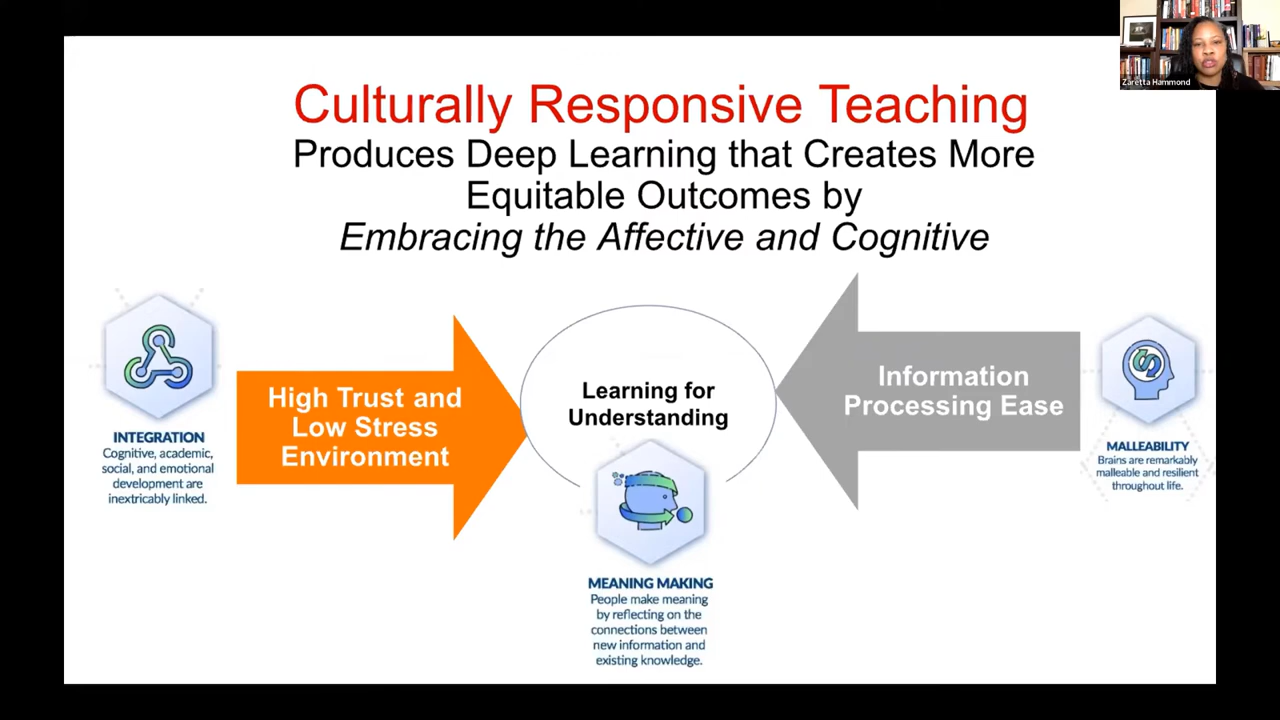 Zaretta Hammond
Culturally Responsive Teaching
Produces Deep Learning that Creates More
Equitable Outcomes by
Embracing the Affective and Cognitive
INTEGRATION
Cognitive, academic,
social, and emotional
development are
inextricably linked.
High Trust and
Low Stress
Environment
Learning for
Understanding
MEANING MAKING
People make meaning
by reflecting on the
connections between
new information and
existing knowledge.
Information
Processing Ease
MALLEABILITY
Brains are remarkably
malleable and resilient
throughout life.